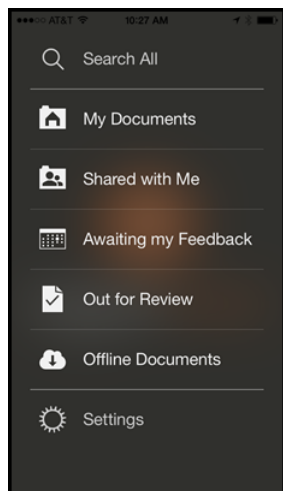 AT&T 10:27 AM
Search All
My Documents
Shared with Me
Awaiting my Feedback
Out for Review
Offline Documents
Settings